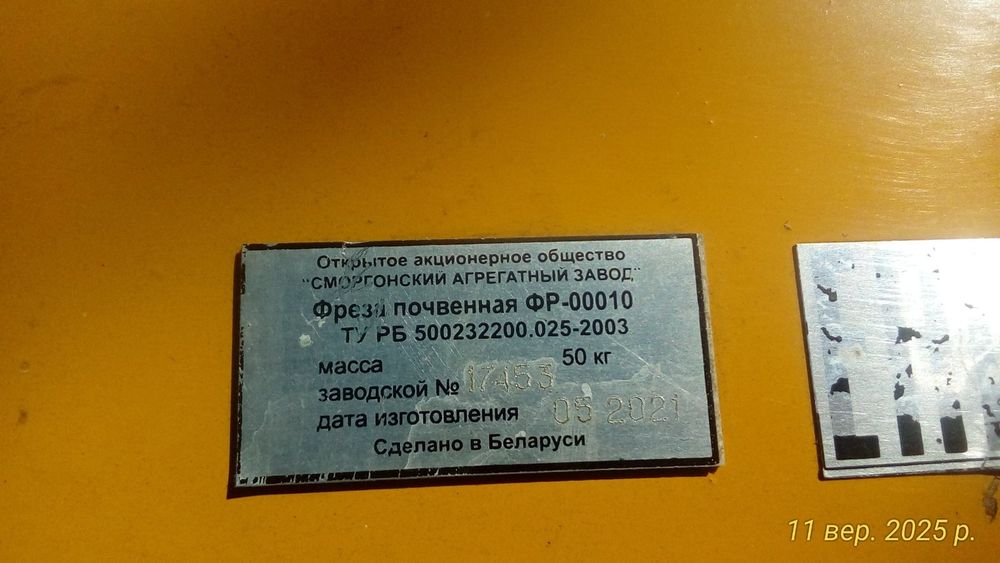 Открытое акционерное общество
"СМОРГОНСКИЙ АГРЕГАТНЫЙ ЗАВОД"
Фреза почвенная ФР-00010
ТУ РБ 500232200.025-2003
масса 50 кг
заводской № 17453
дата изготовления 05 2021
Сделано в Беларуси
11 вер. 2025 р.